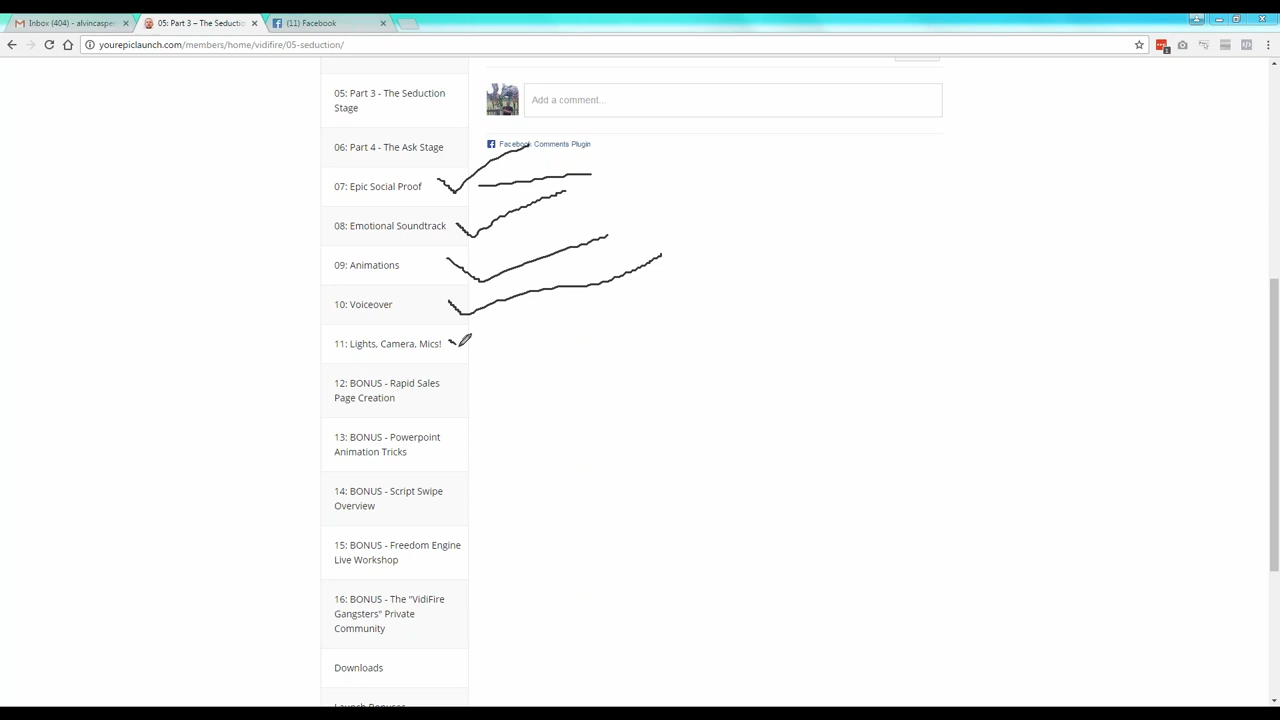 Inbox (404) - alvincaspe
05: Part 3 – The Seductio
(11) Facebook
yourepiclaunch.com/members/home/vidifire/05-seduction/
1
05: Part 3 - The Seduction
Stage
Add a comment...
06: Part 4 - The Ask Stage
Facebook Comments Plugin
07: Epic Social Proof
08: Emotional Soundtrack
09: Animations
10: Voiceover
11: Lights, Camera, Mics!
12: BONUS - Rapid Sales
Page Creation
13: BONUS - Powerpoint
Animation Tricks
14: BONUS - Script Swipe
Overview
15: BONUS - Freedom Engine
Live Workshop
16: BONUS - The "VidiFire
Gangsters" Private
Community
Downloads
Launch Bonuses